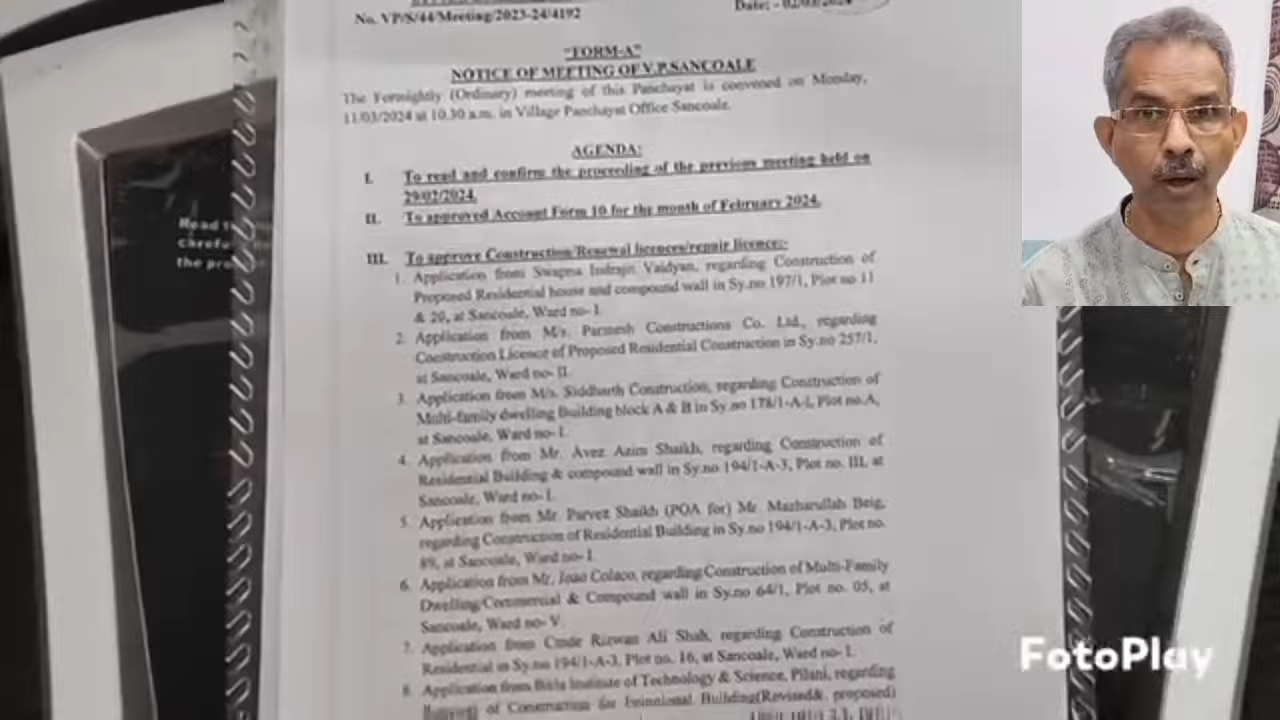 No. VP/S/44/Meeting/2023-24/4192
Date: - 02/03/2024
"FORM-A"
NOTICE OF MEETING OF V.P.SANCOALE
The Fortnightly (Ordinary) meeting of this Panchayat is convened on Monday,
11/03/2024 at 10.30 a.m. in Village Panchayat Office Sancoale.
AGENDA:
I. To read and confirm the proceeding of the previous meeting held on
29/02/2024.
II. To approved Account Form 10 for the month of February 2024.
III. To approve Construction/Renewal licences/repair licence:-
1. Application from Swapna Indrajit Vaidyan, regarding Construction of
Proposed Residential house and compound wall in Sy.no 197/1, Plot no 11
& 20, at Sancoale, Ward no- I.
2. Application from M/s. Parmesh Constructions Co. Ltd., regarding
Construction Licence of Proposed Residential Construction in Sy.no 257/1,
at Sancoale, Ward no- II.
3. Application from M/s. Siddharth Construction, regarding Construction of
Multi-family dwelling Building block A & B in Sy.no 178/1-A-1, Plot no.A,
at Sancoale, Ward no- I.
4. Application from Mr. Avez Azim Shaikh, regarding Construction of
Residential Building & compound wall in Sy.no 194/1-A-3, Plot no. III, at
Sancoale, Ward no- I.
5. Application from Mr. Parvez Shaikh (POA for) Mr. Mazharullah Beig,
regarding Construction of Residential Building in Sy.no 194/1-A-3, Plot no.
89, at Sancoale, Ward no- I.
6. Application from Mr. Joao Colaco, regarding Construction of Multi-Family
Dwelling/Commercial & Compound wall in Sy.no 64/1, Plot no. 05, at
Sancoale, Ward no- V.
7. Application from Cmde Rizwan Ali Shah, regarding Construction of
Residential in Sy.no 194/1-A-3, Plot no. 16, at Sancoale, Ward no- I.
8. Application from Birla Institute of Technology & Science, Pilani, regarding
of Construction for Building(Revised& proposed)
Read
the
FotoPlay